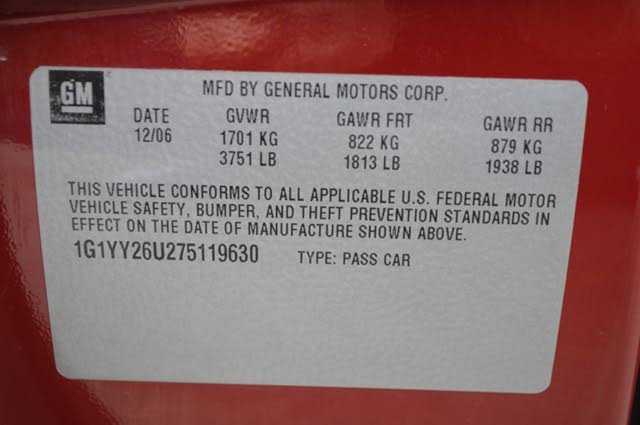 GM
MFD BY GENERAL MOTORS CORP.
DATE GVWR GAWR FRT GAWR RR
12/06 1701 KG 822 KG 879 KG
3751 LB 1813 LB 1938 LB
THIS VEHICLE CONFORMS TO ALL APPLICABLE U.S. FEDERAL MOTOR
VEHICLE SAFETY, BUMPER, AND THEFT PREVENTION STANDARDS IN
EFFECT ON THE DATE OF MANUFACTURE SHOWN ABOVE.
1G1YY26U275119630 TYPE: PASS CAR